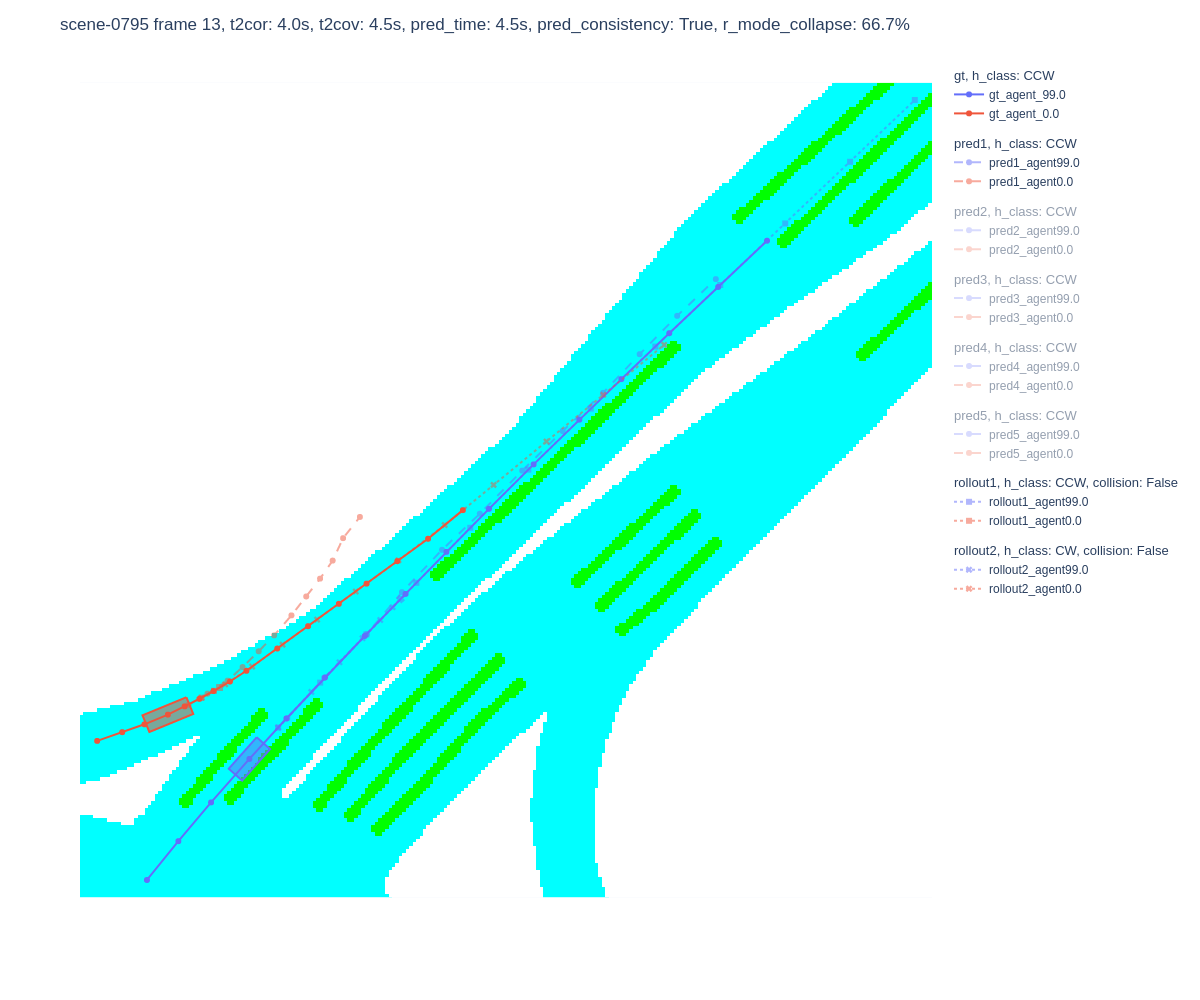 scene-0795 frame 13, t2cor: 4.0s, t2cov: 4.5s, pred_time: 4.5s, pred_consistency: True, r_mode_collapse: 66.7%
gt, h_class: CCW
gt_agent_99.0
gt_agent_0.0
pred1, h_class: CCW
pred1_agent99.0
pred1_agent0.0
pred2, h_class: CCW
pred2_agent99.0
pred2_agent0.0
pred3, h_class: CCW
pred3_agent99.0
pred3_agent0.0
pred4, h_class: CCW
pred4_agent99.0
pred4_agent0.0
pred5, h_class: CCW
pred5_agent99.0
pred5_agent0.0
rollout1, h_class: CCW, collision: False
rollout1_agent99.0
rollout1_agent0.0
rollout2, h_class: CW, collision: False
rollout2_agent99.0
rollout2_agent0.0